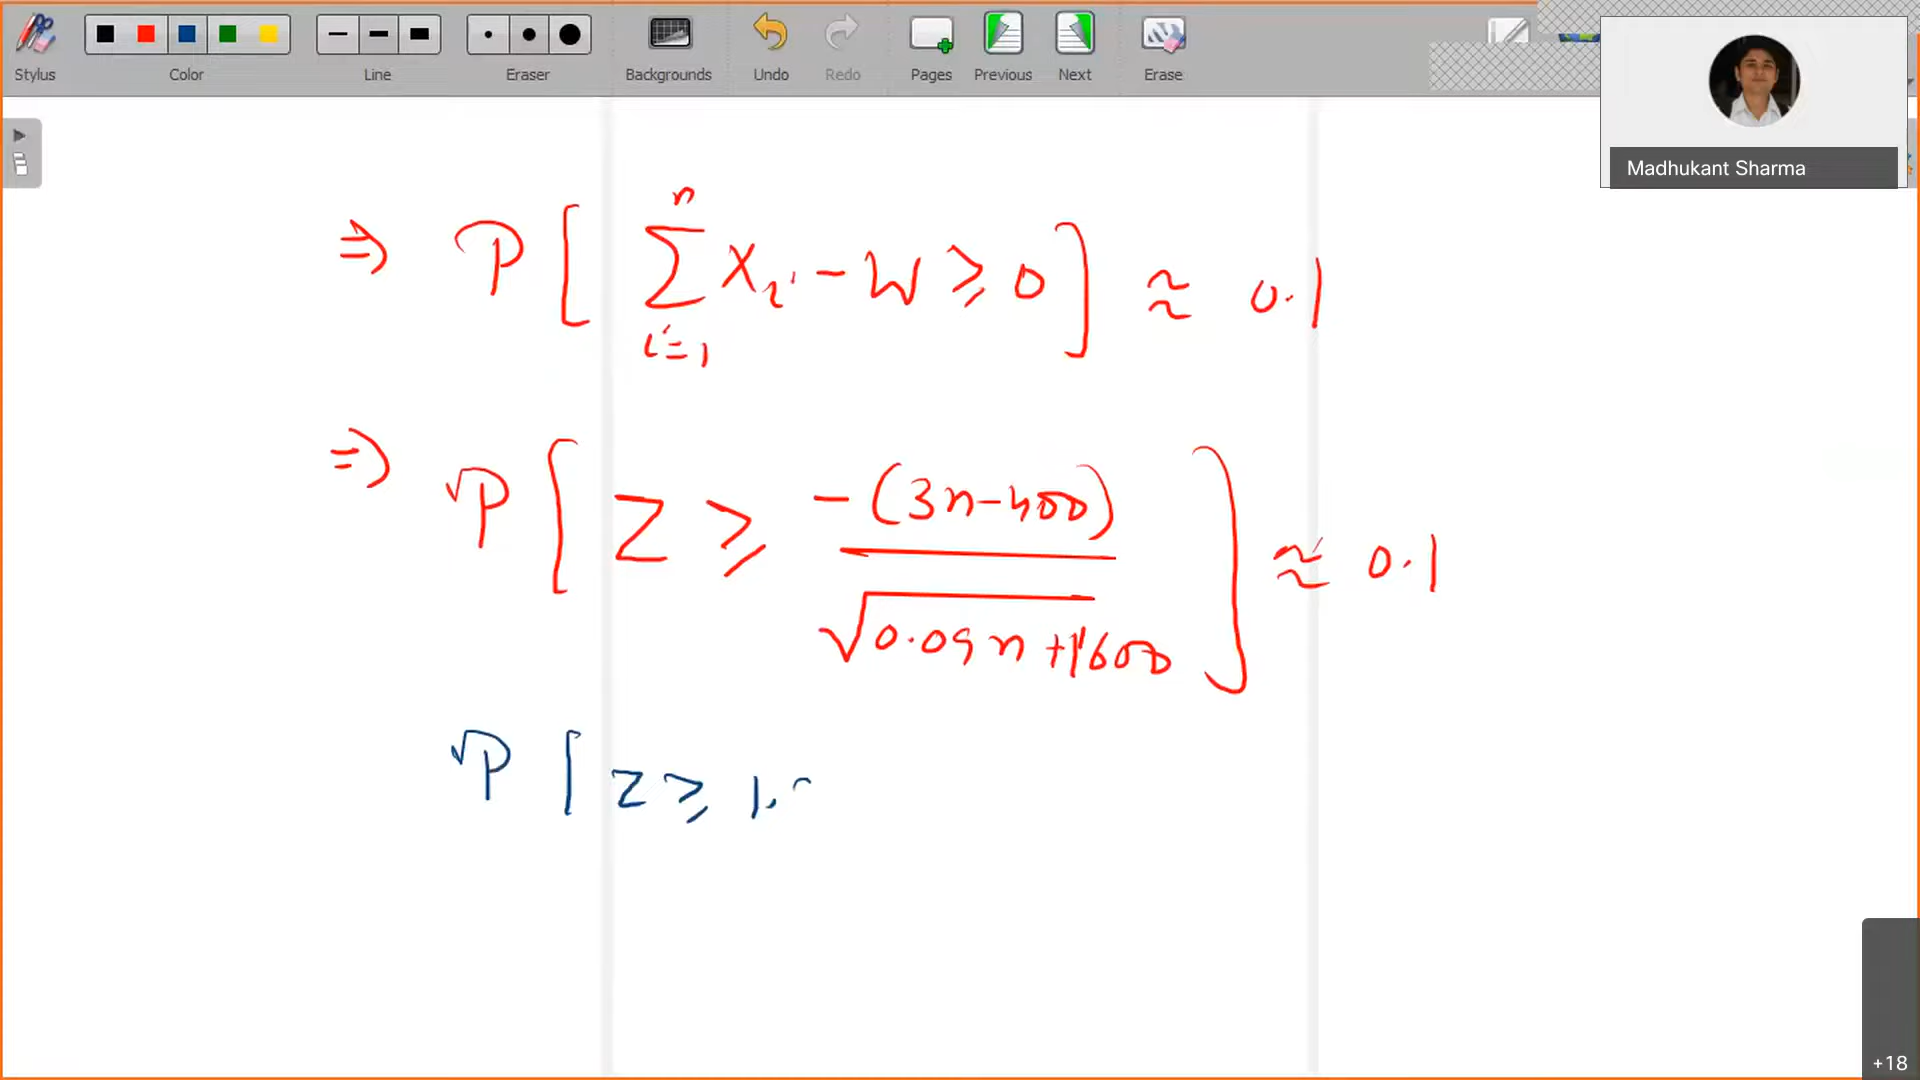 Stylus Color Line Eraser Backgrounds Undo Redo Pages Previous Next Erase
Madhukant Sharma
⇒ P[ ∑_{i=1}^{n} X_i - W ≥ 0 ] ≈ 0.1
⇒ P[ Z ≥ -(3n-400) / √(0.09n+1600) ] ≈ 0.1
P[ Z ≥ 1.
+18